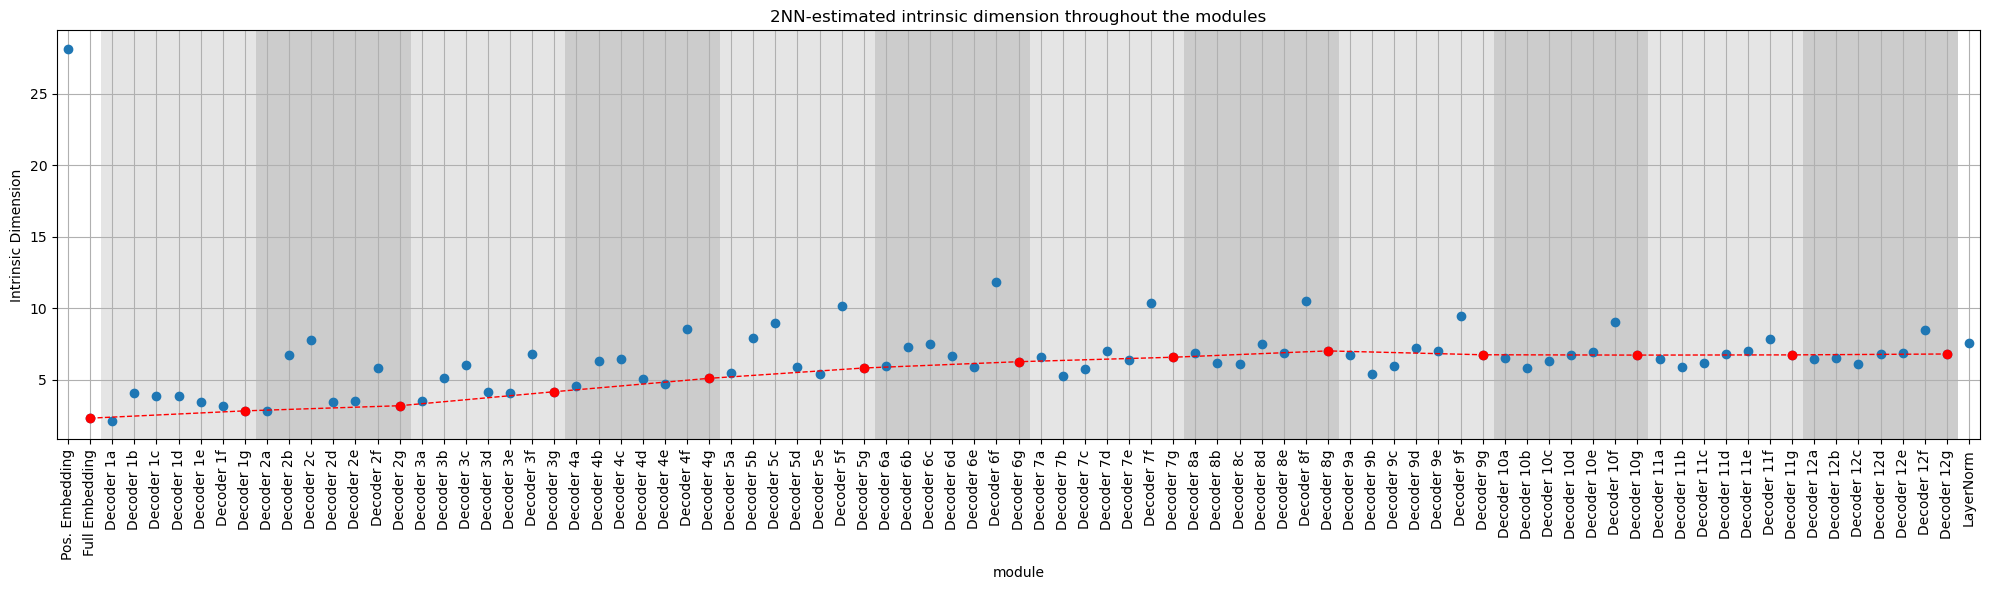 2NN-estimated intrinsic dimension throughout the modules
Intrinsic Dimension
25
20
15
10
5
Pos. Embedding
Full Embedding
Decoder 1a
Decoder 1b
Decoder 1c
Decoder 1d
Decoder 1e
Decoder 1f
Decoder 1g
Decoder 2a
Decoder 2b
Decoder 2c
Decoder 2d
Decoder 2e
Decoder 2f
Decoder 2g
Decoder 3a
Decoder 3b
Decoder 3c
Decoder 3d
Decoder 3e
Decoder 3f
Decoder 3g
Decoder 4a
Decoder 4b
Decoder 4c
Decoder 4d
Decoder 4e
Decoder 4f
Decoder 4g
Decoder 5a
Decoder 5b
Decoder 5c
Decoder 5d
Decoder 5e
Decoder 5f
Decoder 5g
Decoder 6a
Decoder 6b
Decoder 6c
Decoder 6d
Decoder 6e
Decoder 6f
Decoder 6g
Decoder 7a
Decoder 7b
Decoder 7c
Decoder 7d
Decoder 7e
Decoder 7f
Decoder 7g
Decoder 8a
Decoder 8b
Decoder 8c
Decoder 8d
Decoder 8e
Decoder 8f
Decoder 8g
Decoder 9a
Decoder 9b
Decoder 9c
Decoder 9d
Decoder 9e
Decoder 9f
Decoder 9g
Decoder 10a
Decoder 10b
Decoder 10c
Decoder 10d
Decoder 10e
Decoder 10f
Decoder 10g
Decoder 11a
Decoder 11b
Decoder 11c
Decoder 11d
Decoder 11e
Decoder 11f
Decoder 11g
Decoder 12a
Decoder 12b
Decoder 12c
Decoder 12d
Decoder 12e
Decoder 12f
Decoder 12g
LayerNorm
module